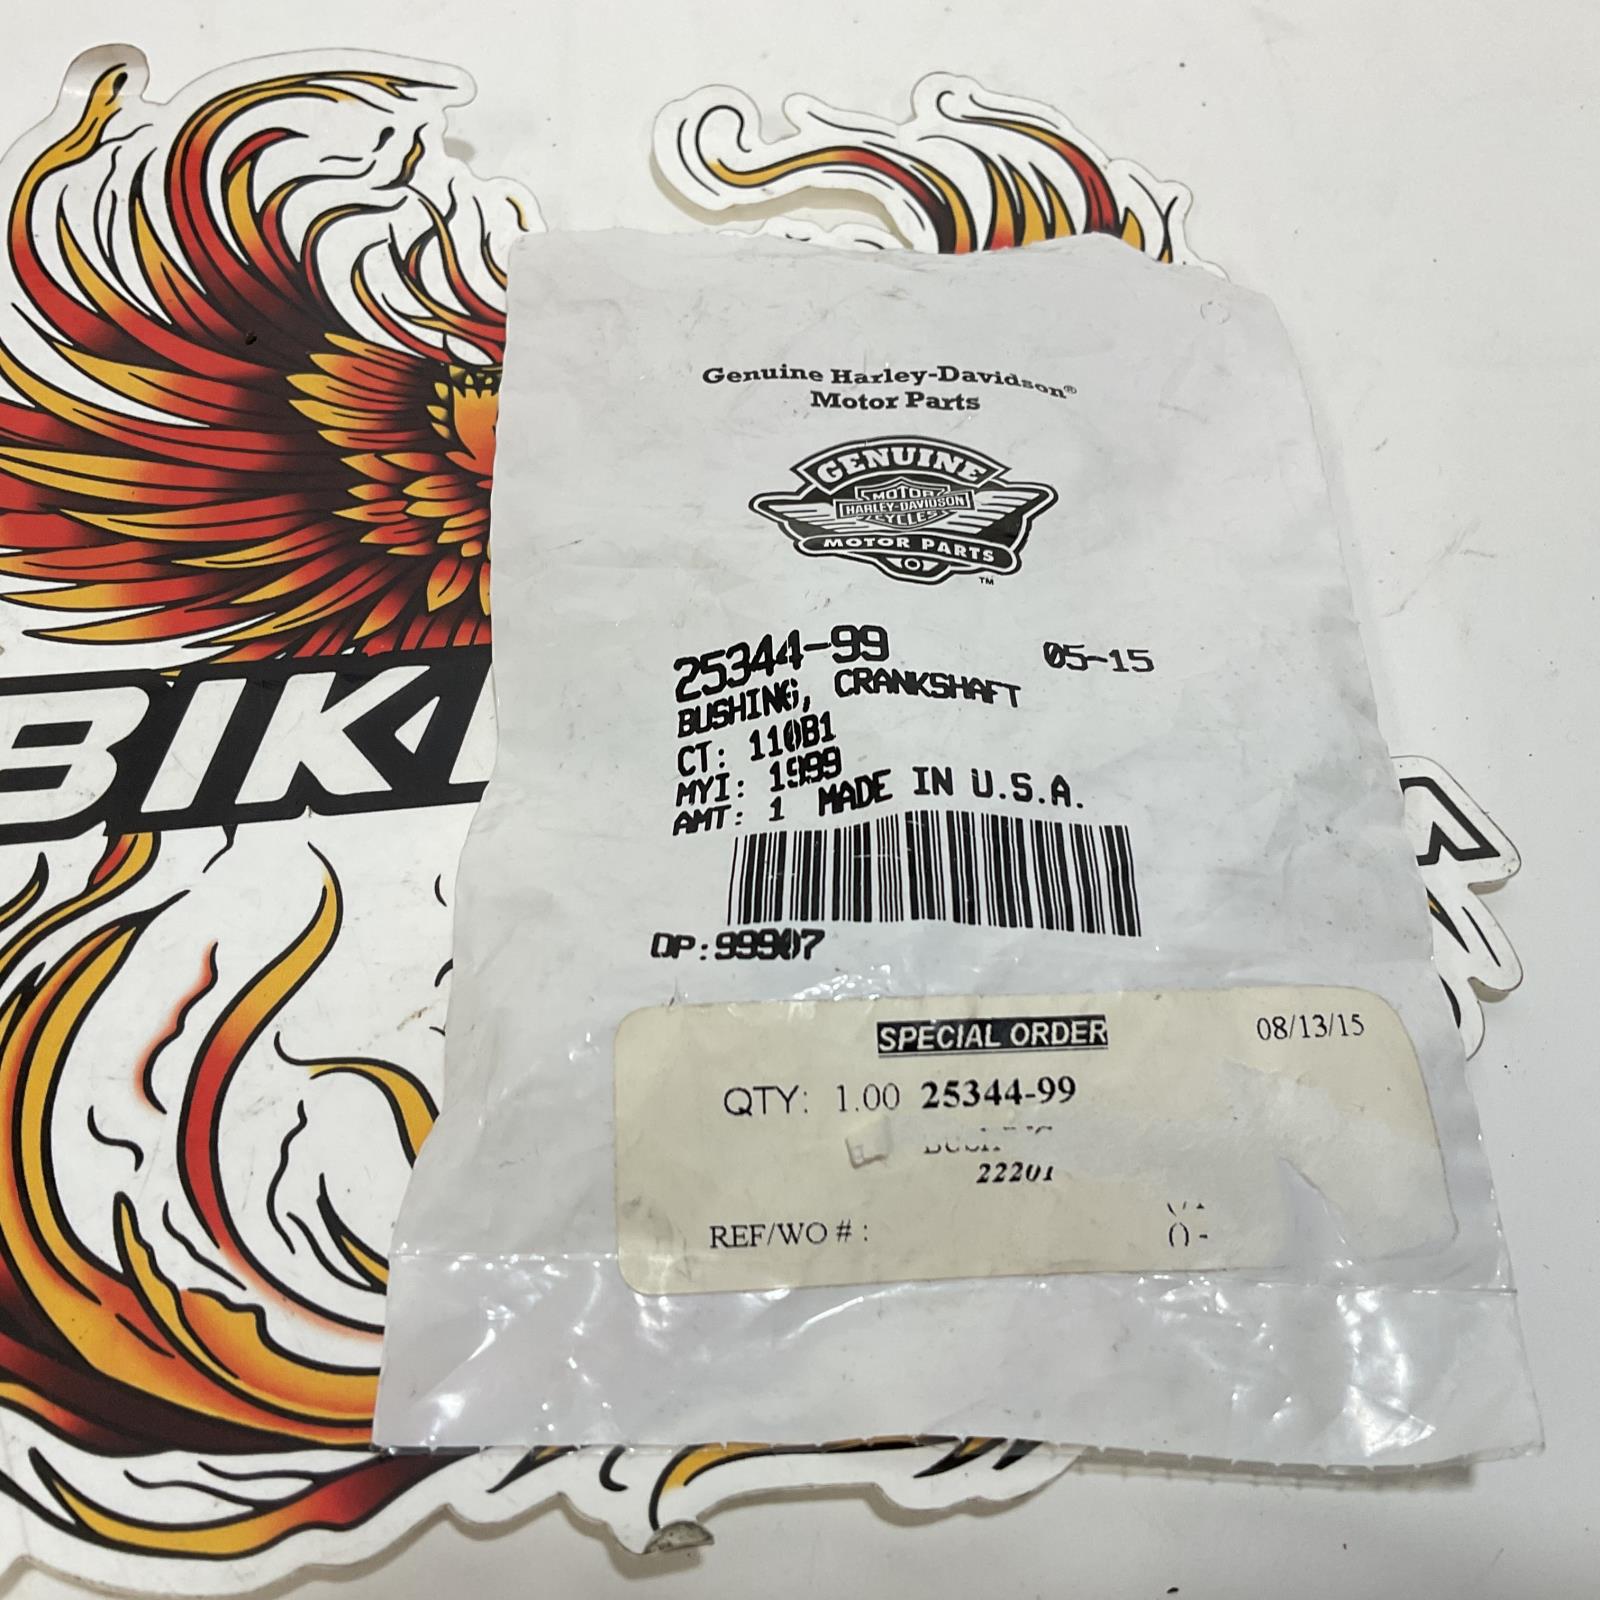 Genuine Harley-Davidson®
Motor Parts
GENUINE
MOTOR
HARLEY-DAVIDSON
CYCLES
MOTOR PARTS
TM
25344-99 05-15
BUSHING, CRANKSHAFT
CT: 110B1
MYI: 1999
AMT: 1 MADE IN U.S.A.
DP:99907
SPECIAL ORDER 08/13/15
QTY: 1.00 25344-99
22201
REF/WO # :
BIK